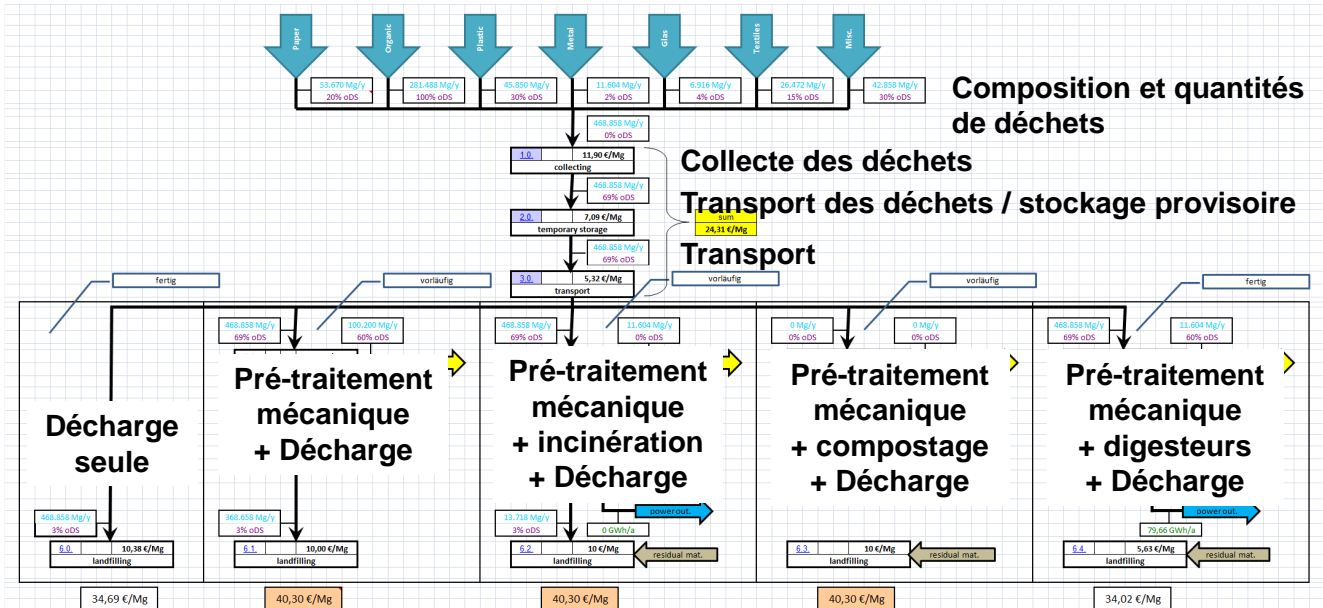 Paper
Organic
Plastic
Metal
Glas
Textiles
Misc.
33.670 Mg/y
20% oDS
281.488 Mg/y
100% oDS
45.850 Mg/y
30% oDS
11.604 Mg/y
2% oDS
6.916 Mg/y
4% oDS
26.472 Mg/y
15% oDS
42.858 Mg/y
30% oDS
Composition et quantités
de déchets
468.858 Mg/y
0% oDS
1.0. 11,90 €/Mg
collecting
Collecte des déchets
468.858 Mg/y
69% oDS
2.0. 7,09 €/Mg
temporary storage
Transport des déchets / stockage provisoire
sum
24,31 €/Mg
468.858 Mg/y
69% oDS
Transport
3.0. 5,32 €/Mg
transport
fertig
vorläufig
vorläufig
vorläufig
fertig
468.858 Mg/y
69% oDS
100.200 Mg/y
60% oDS
468.858 Mg/y
69% oDS
11.604 Mg/y
0% oDS
0 Mg/y
0% oDS
0 Mg/y
0% oDS
468.858 Mg/y
69% oDS
11.604 Mg/y
60% oDS
Décharge
seule
Pré-traitement
mécanique
+ Décharge
Pré-traitement
mécanique
+ incinération
+ Décharge
Pré-traitement
mécanique
+ compostage
+ Décharge
Pré-traitement
mécanique
+ digesteurs
+ Décharge
468.858 Mg/y
3% oDS
368.658 Mg/y
3% oDS
13.718 Mg/y
3% oDS
power out.
0 GWh/a
power out.
79,66 GWh/a
6.0. 10,38 €/Mg
landfilling
6.1. 10,00 €/Mg
landfilling
6.2. 10 €/Mg
landfilling
residual mat.
6.3. 10 €/Mg
landfilling
residual mat.
6.4. 5,63 €/Mg
landfilling
residual mat.
34,69 €/Mg
40,30 €/Mg
40,30 €/Mg
40,30 €/Mg
34,02 €/Mg